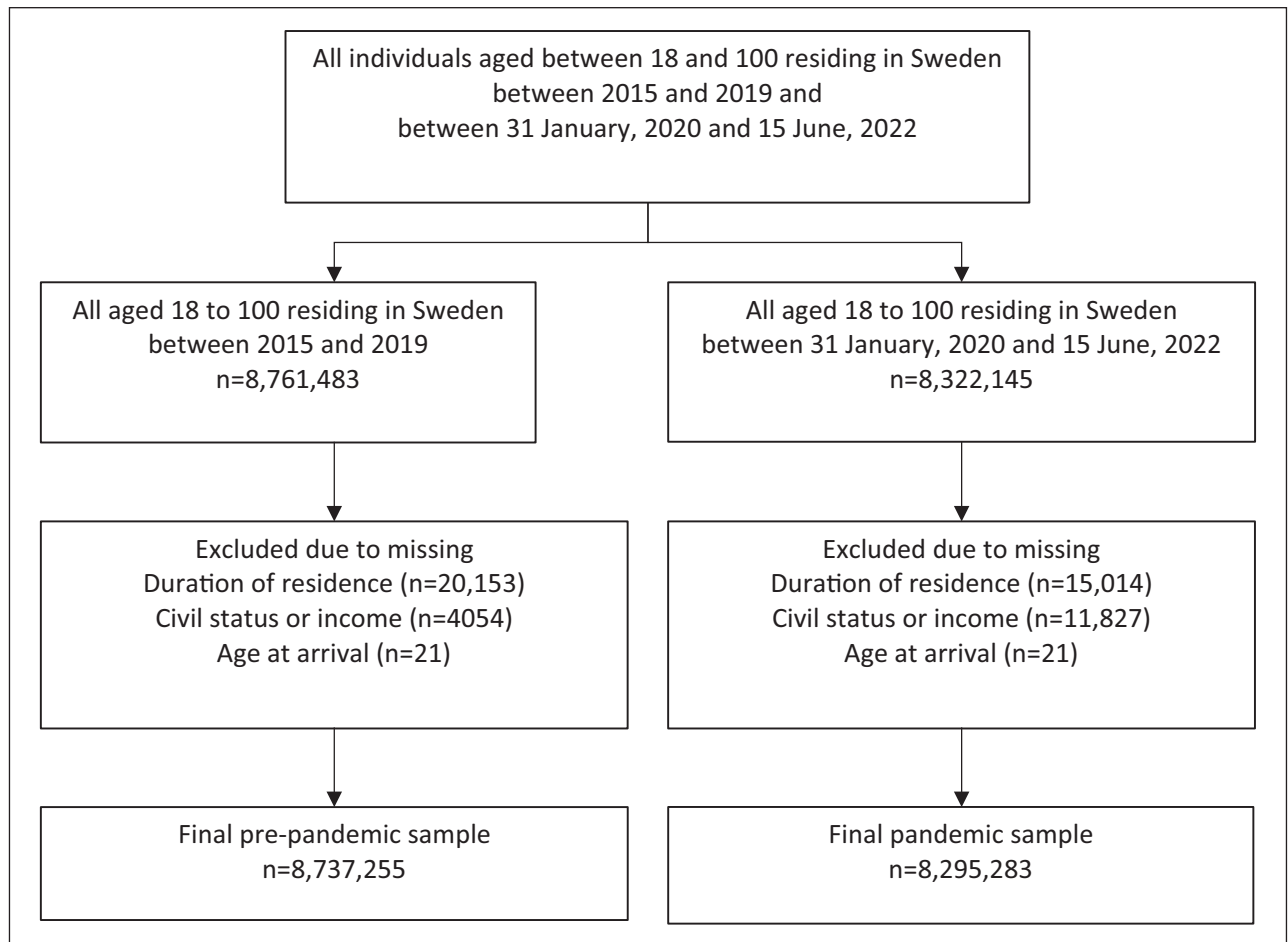 All individuals aged between 18 and 100 residing in Sweden
between 2015 and 2019 and
between 31 January, 2020 and 15 June, 2022
All aged 18 to 100 residing in Sweden
between 2015 and 2019
n=8,761,483
All aged 18 to 100 residing in Sweden
between 31 January, 2020 and 15 June, 2022
n=8,322,145
Excluded due to missing
Duration of residence (n=20,153)
Civil status or income (n=4054)
Age at arrival (n=21)
Excluded due to missing
Duration of residence (n=15,014)
Civil status or income (n=11,827)
Age at arrival (n=21)
Final pre-pandemic sample
n=8,737,255
Final pandemic sample
n=8,295,283